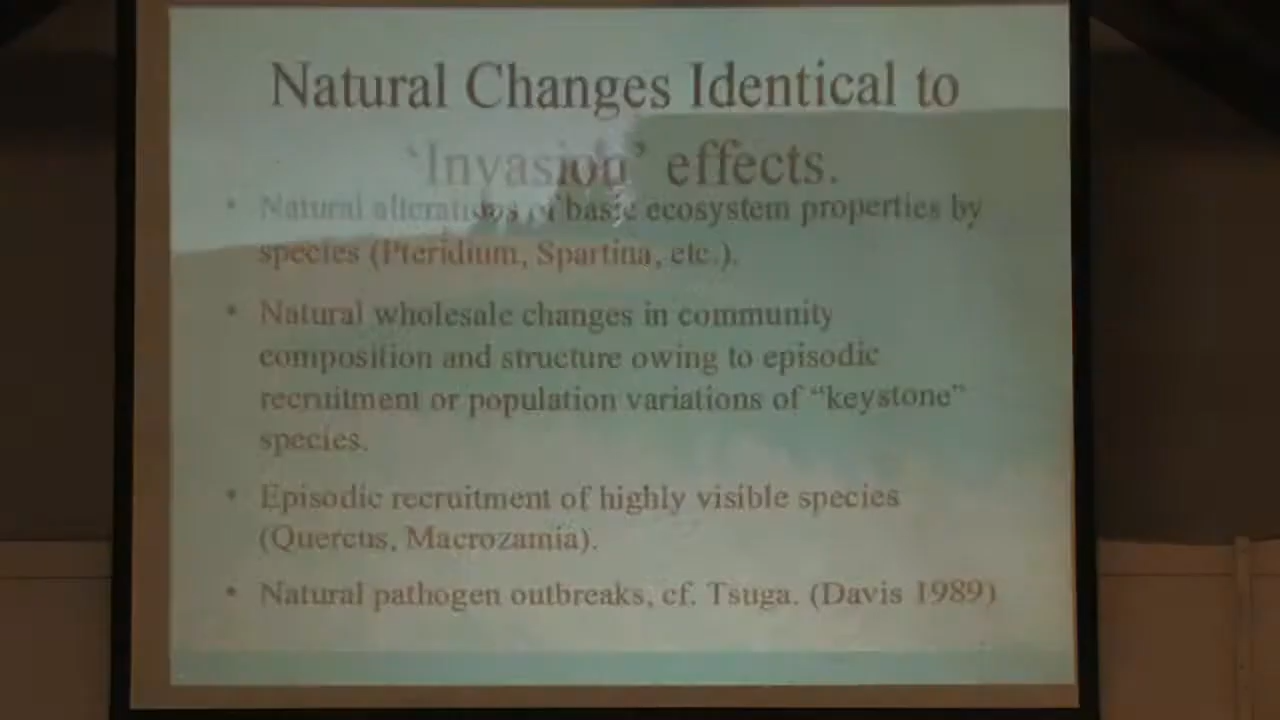 Natural Changes Identical to
‘Invasion’ effects.
• Natural alterations of basic ecosystem properties by
species (Pteridium, Spartina, etc.).
• Natural wholesale changes in community
composition and structure owing to episodic
recruitment or population variations of “keystone”
species.
• Episodic recruitment of highly visible species
(Quercus, Macrozamia).
• Natural pathogen outbreaks, cf. Tsuga. (Davis 1989)